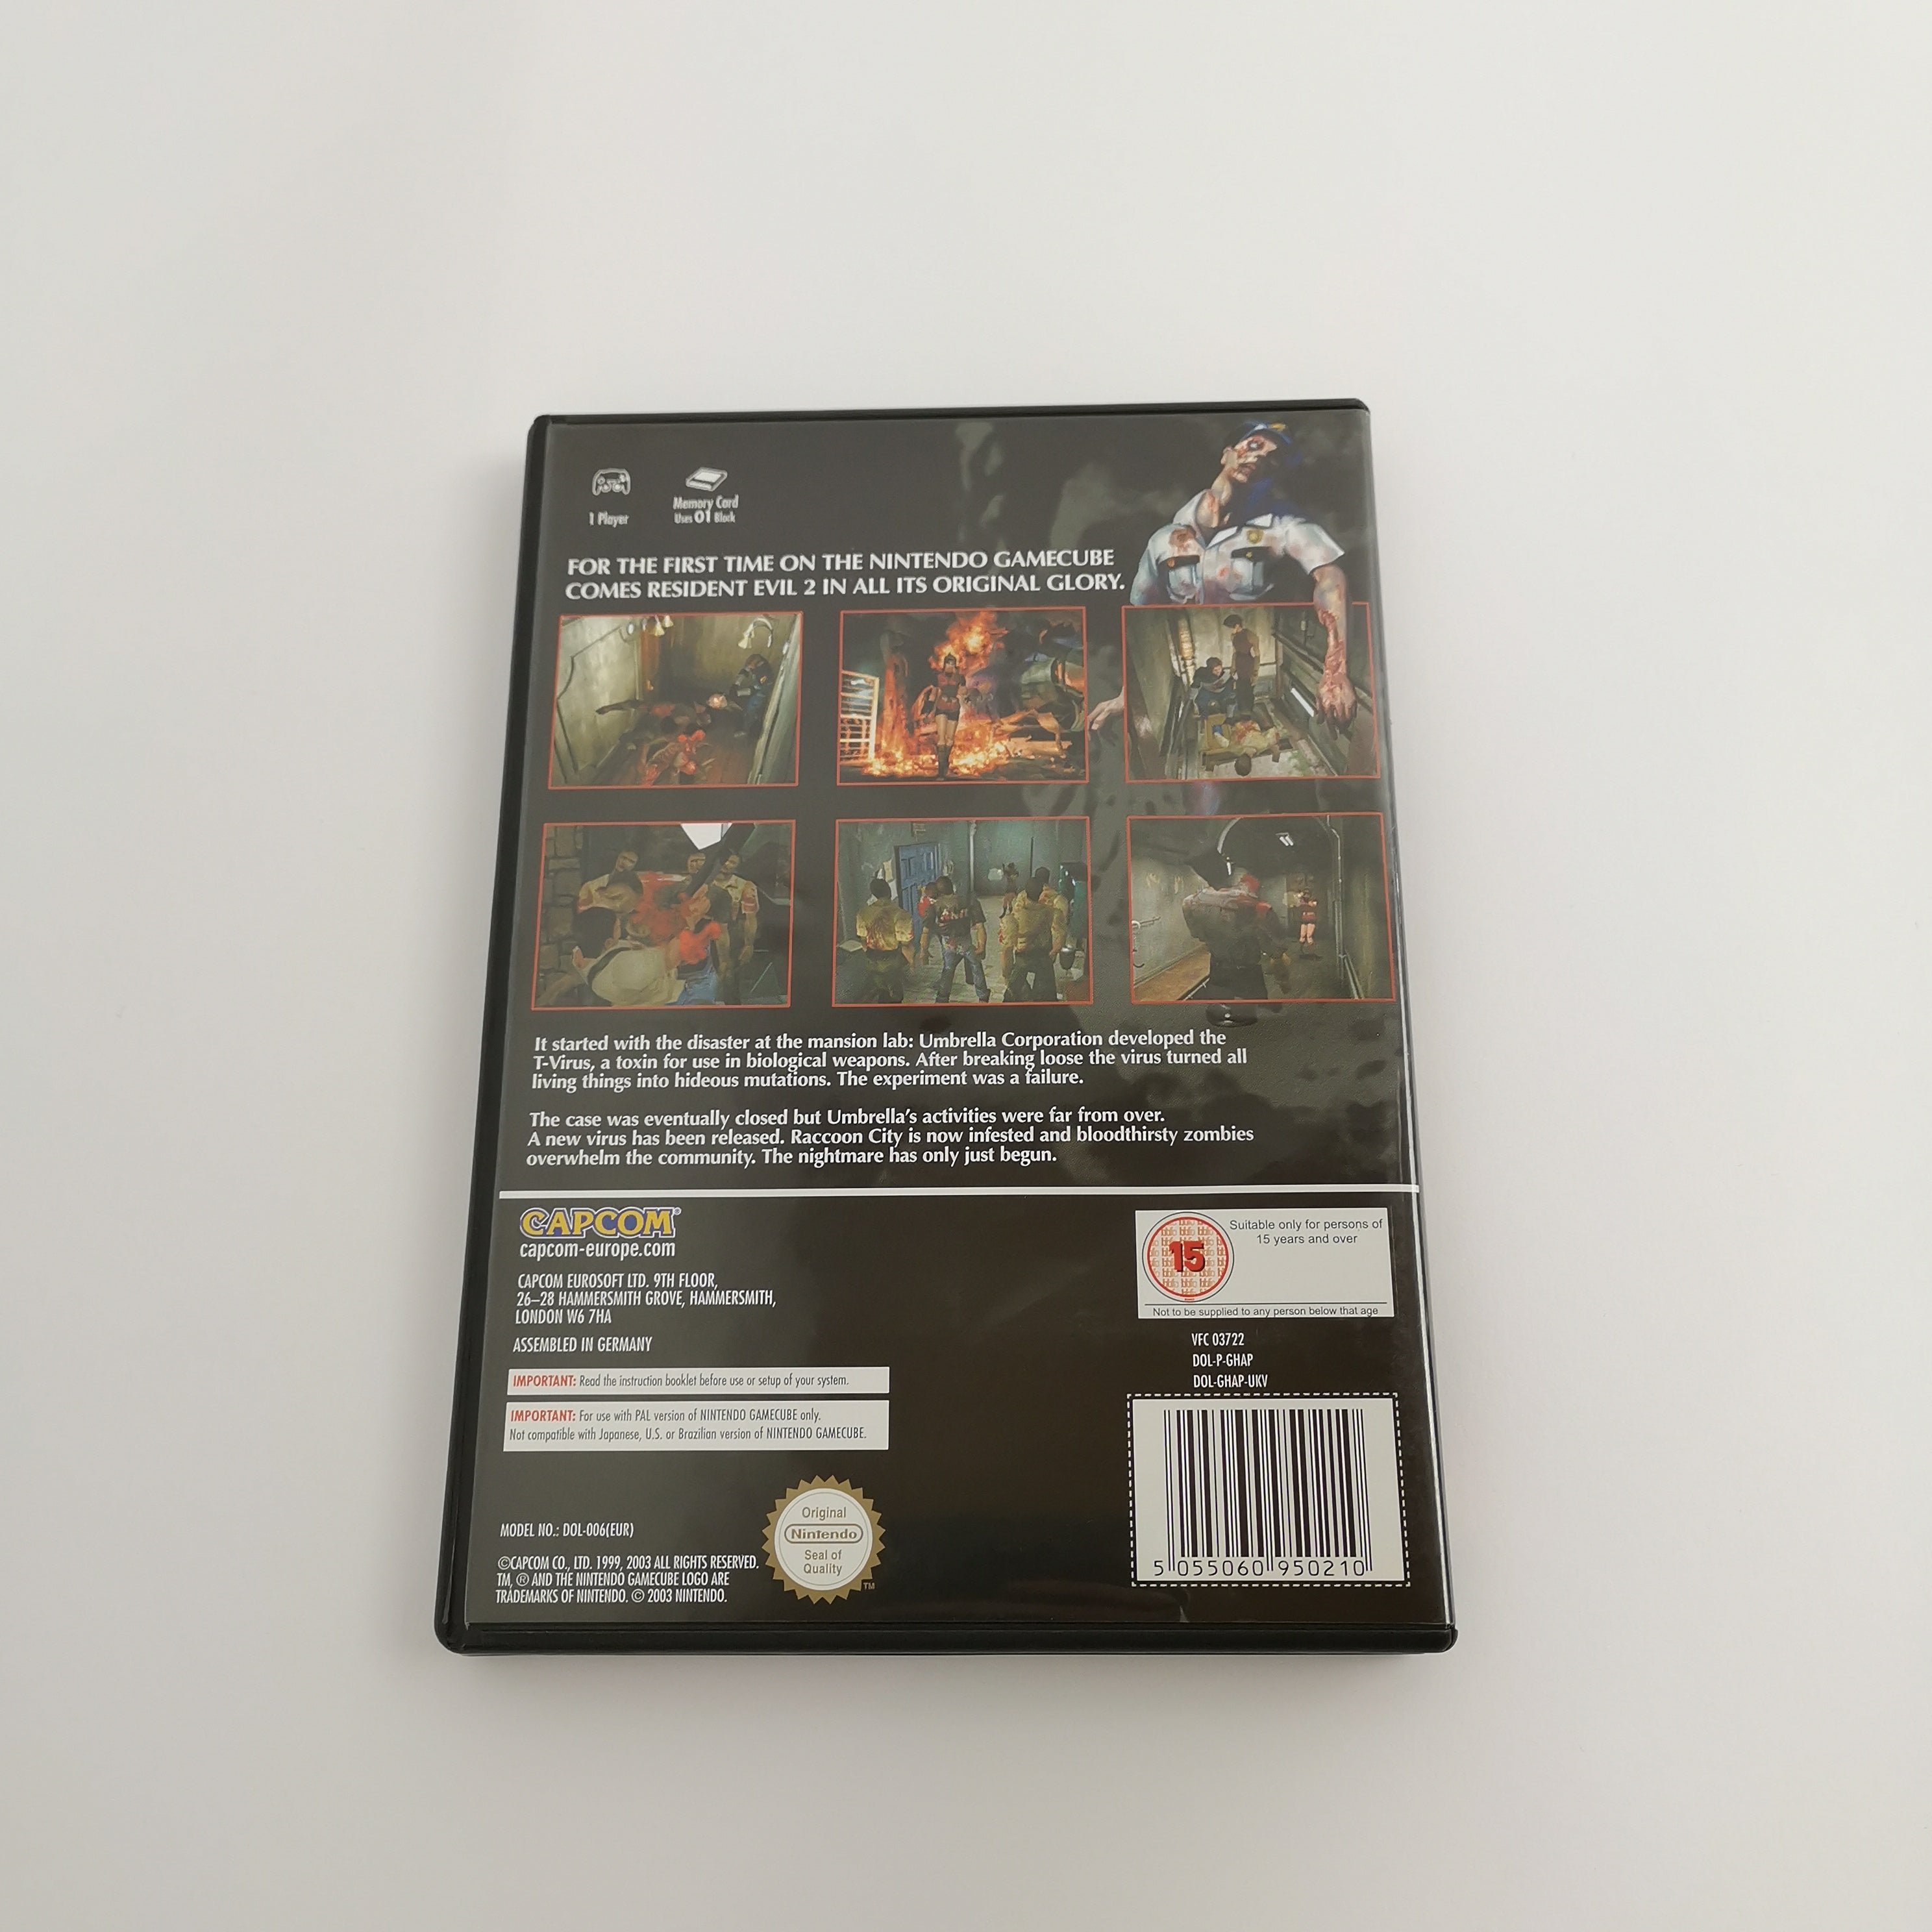 1 Player
Memory Card
Uses 01 Block
FOR THE FIRST TIME ON THE NINTENDO GAMECUBE
COMES RESIDENT EVIL 2 IN ALL ITS ORIGINAL GLORY.
It started with the disaster at the mansion lab: Umbrella Corporation developed the
T-Virus, a toxin for use in biological weapons. After breaking loose the virus turned all
living things into hideous mutations. The experiment was a failure.
The case was eventually closed but Umbrella's activities were far from over.
A new virus has been released. Raccoon City is now infested and bloodthirsty zombies
overwhelm the community. The nightmare has only just begun.
CAPCOM®
capcom-europe.com
CAPCOM EUROSOFT LTD. 9TH FLOOR,
26–28 HAMMERSMITH GROVE, HAMMERSMITH,
LONDON W6 7HA
ASSEMBLED IN GERMANY
IMPORTANT: Read the instruction booklet before use or setup of your system.
IMPORTANT: For use with PAL version of NINTENDO GAMECUBE only.
Not compatible with Japanese, U.S. or Brazilian version of NINTENDO GAMECUBE.
MODEL NO.: DOL-006(EUR)
©CAPCOM CO., LTD. 1999, 2003 ALL RIGHTS RESERVED.
TM, ® AND THE NINTENDO GAMECUBE LOGO ARE
TRADEMARKS OF NINTENDO. © 2003 NINTENDO.
Original
Nintendo
Seal of
Quality
TM
15
Suitable only for persons of
15 years and over
Not to be supplied to any person below that age
VFC 03722
DOL-P-GHAP
DOL-GHAP-UKV
5 055060 950210